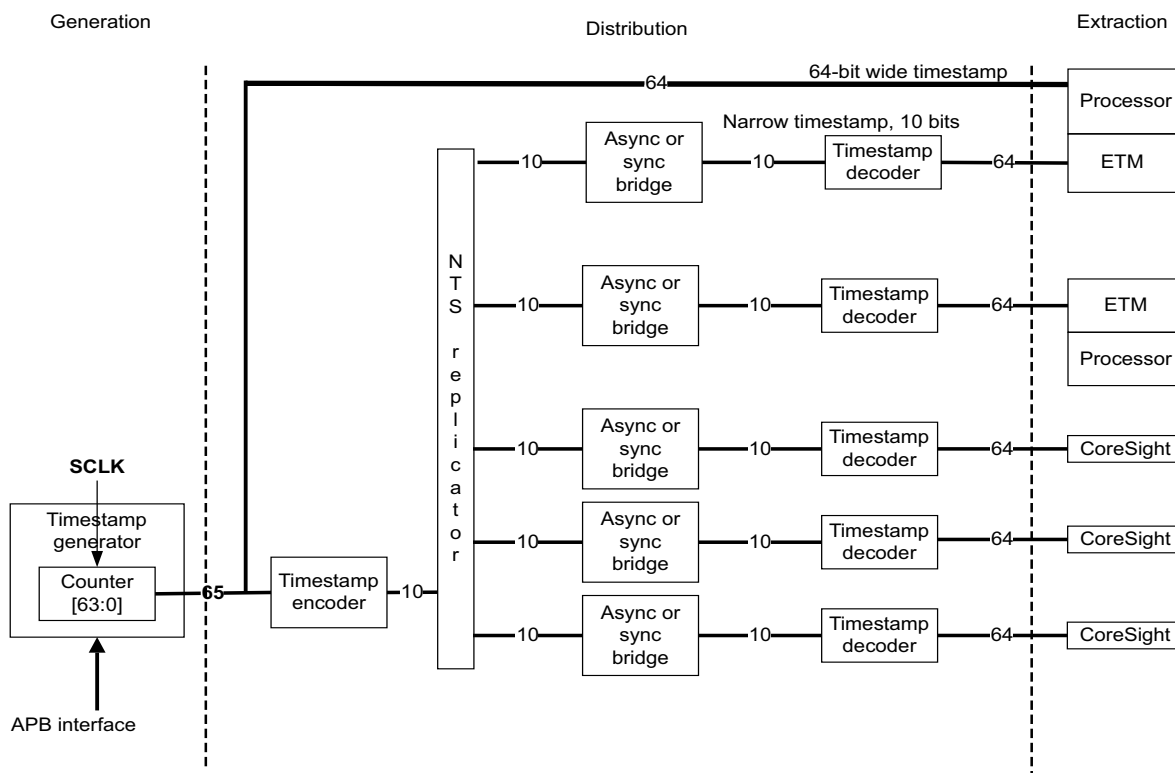 Generation
Distribution
Extraction
64-bit wide timestamp
64
Processor
Narrow timestamp, 10 bits
10
Async or
sync
bridge
10
Timestamp
decoder
64
ETM
NTS replicator
10
Async or
sync
bridge
10
Timestamp
decoder
64
ETM
Processor
10
Async or
sync
bridge
10
Timestamp
decoder
64
CoreSight
SCLK
Timestamp
generator
Counter
[63:0]
65
Timestamp
encoder
10
10
Async or
sync
bridge
10
Timestamp
decoder
64
CoreSight
10
Async or
sync
bridge
10
Timestamp
decoder
64
CoreSight
APB interface